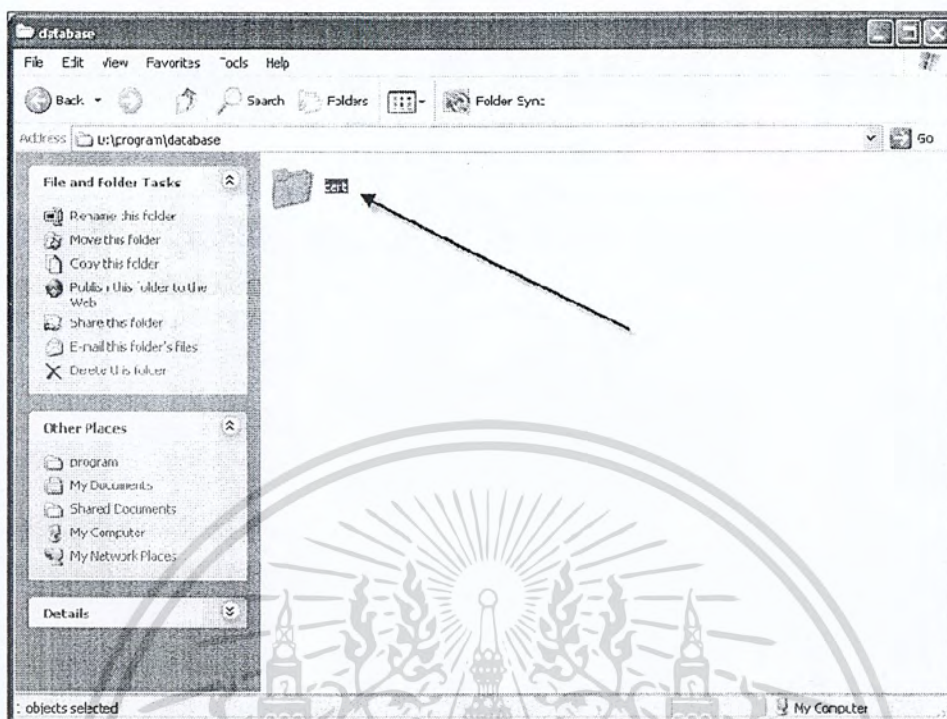 database
File Edit View Favorites Tools Help
Back Search Folders Folder Sync
Address D:\program\database Go
File and Folder Tasks
Rename this folder
Move this folder
Copy this folder
Publish this folder to the
Web
Share this folder
E-mail this folder's files
Delete this folder
Other Places
program
My Documents
Shared Documents
My Computer
My Network Places
Details
objects selected My Computer